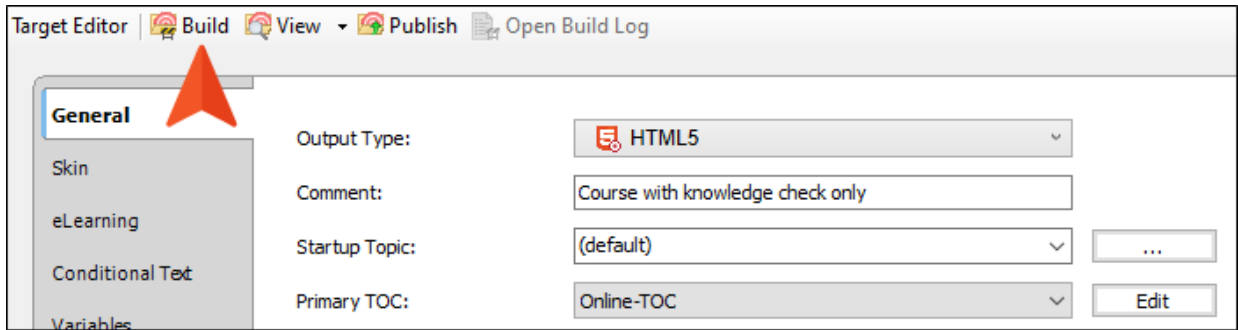 Target Editor Build View Publish Open Build Log
General
Output Type: HTML5
Skin
Comment: Course with knowledge check only
eLearning
Startup Topic: (default) ...
Conditional Text
Primary TOC: Online-TOC Edit
Variables